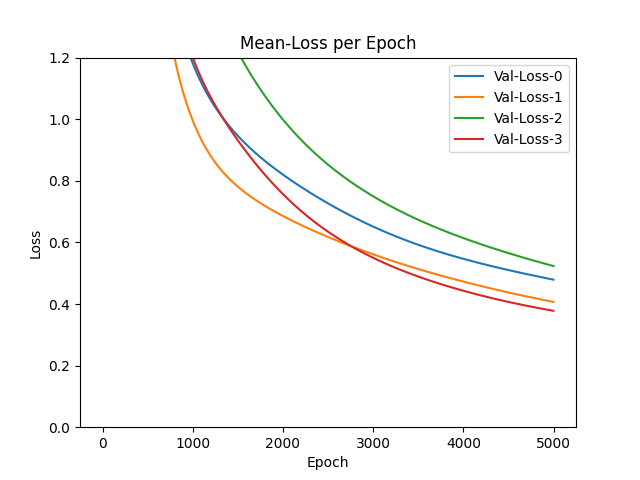 Mean-Loss per Epoch
1.2
1.0
0.8
0.6
0.4
0.2
0.0
Loss
Val-Loss-0
Val-Loss-1
Val-Loss-2
Val-Loss-3
0 1000 2000 3000 4000 5000
Epoch